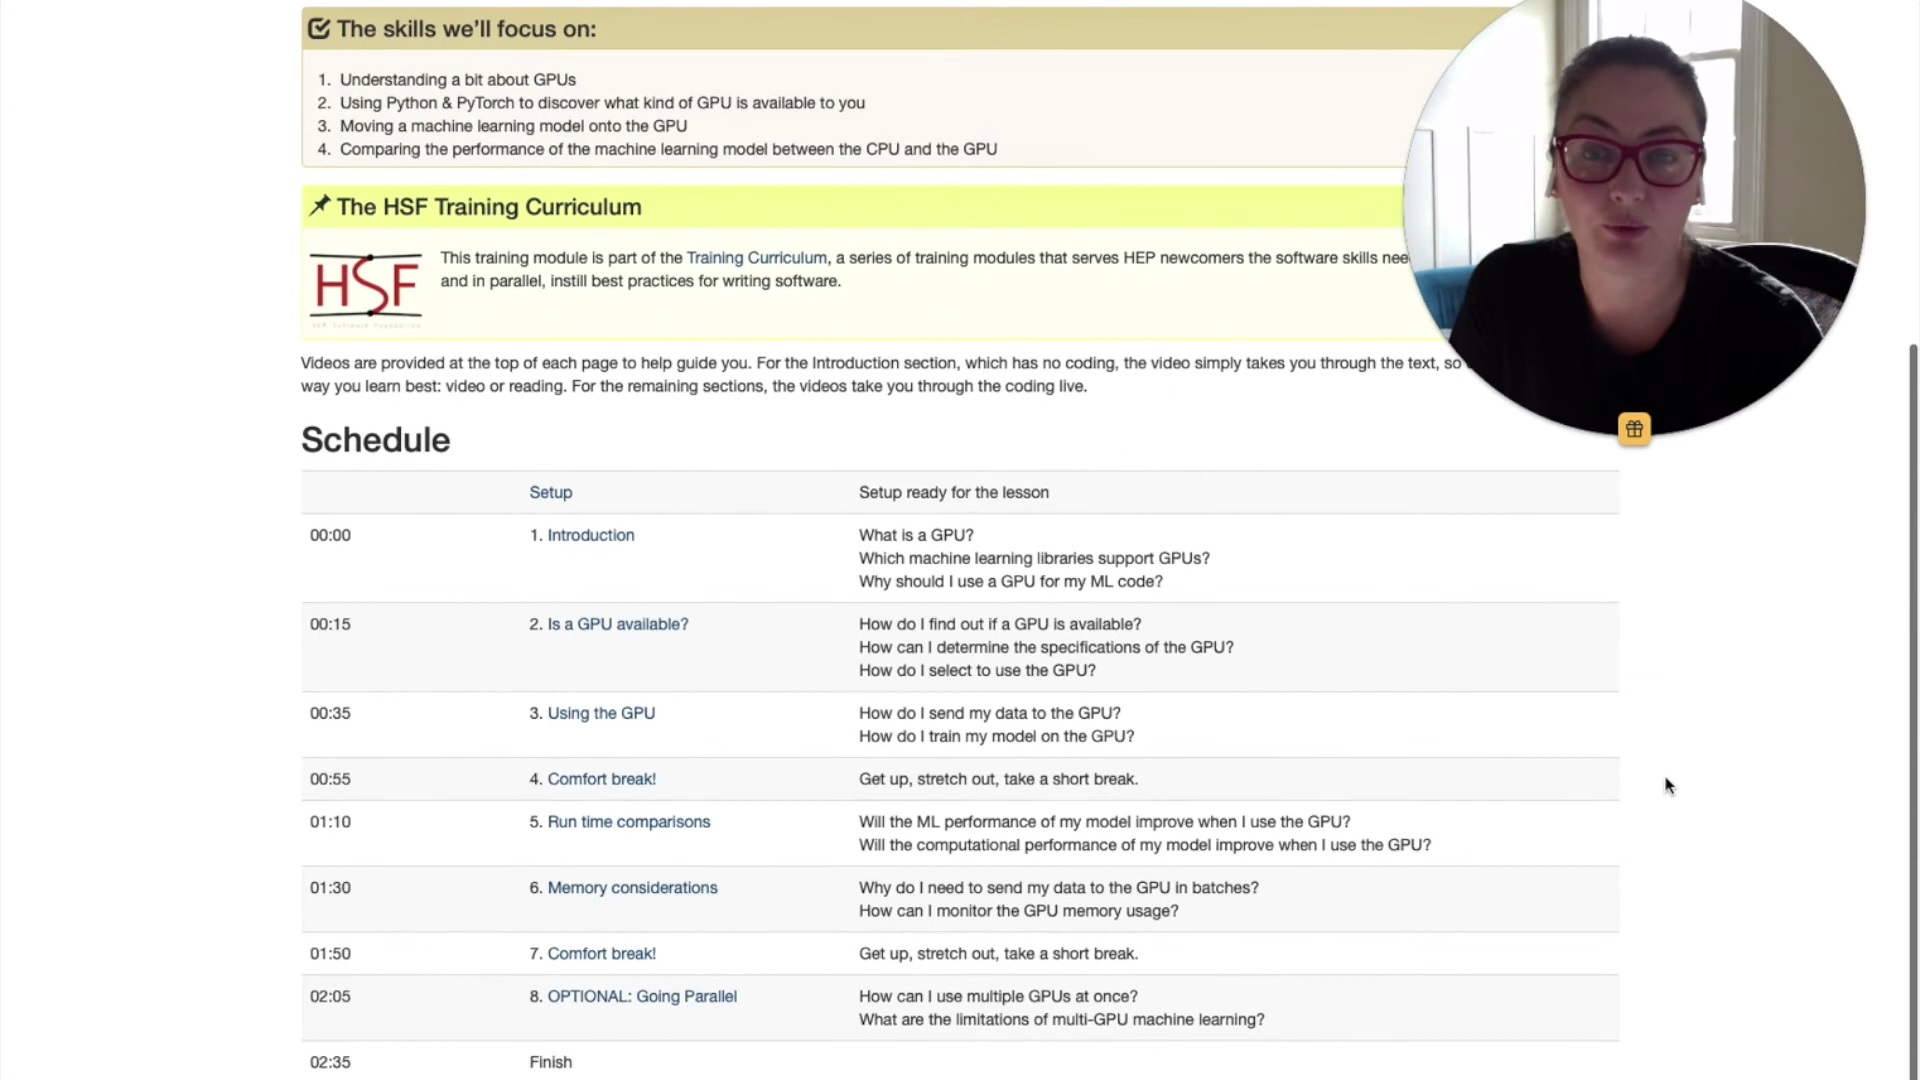 The skills we'll focus on:
1. Understanding a bit about GPUs
2. Using Python & PyTorch to discover what kind of GPU is available to you
3. Moving a machine learning model onto the GPU
4. Comparing the performance of the machine learning model between the CPU and the GPU
The HSF Training Curriculum
HSF
HEP Software Foundation
This training module is part of the Training Curriculum, a series of training modules that serves HEP newcomers the software skills
and in parallel, instill best practices for writing software.
Videos are provided at the top of each page to help guide you. For the Introduction section, which has no coding, the video simply takes you through the text, so
way you learn best: video or reading. For the remaining sections, the videos take you through the coding live.
Schedule
Setup Setup ready for the lesson
00:00 1. Introduction What is a GPU?
Which machine learning libraries support GPUs?
Why should I use a GPU for my ML code?
00:15 2. Is a GPU available? How do I find out if a GPU is available?
How can I determine the specifications of the GPU?
How do I select to use the GPU?
00:35 3. Using the GPU How do I send my data to the GPU?
How do I train my model on the GPU?
00:55 4. Comfort break! Get up, stretch out, take a short break.
01:10 5. Run time comparisons Will the ML performance of my model improve when I use the GPU?
Will the computational performance of my model improve when I use the GPU?
01:30 6. Memory considerations Why do I need to send my data to the GPU in batches?
How can I monitor the GPU memory usage?
01:50 7. Comfort break! Get up, stretch out, take a short break.
02:05 8. OPTIONAL: Going Parallel How can I use multiple GPUs at once?
What are the limitations of multi-GPU machine learning?
02:35 Finish